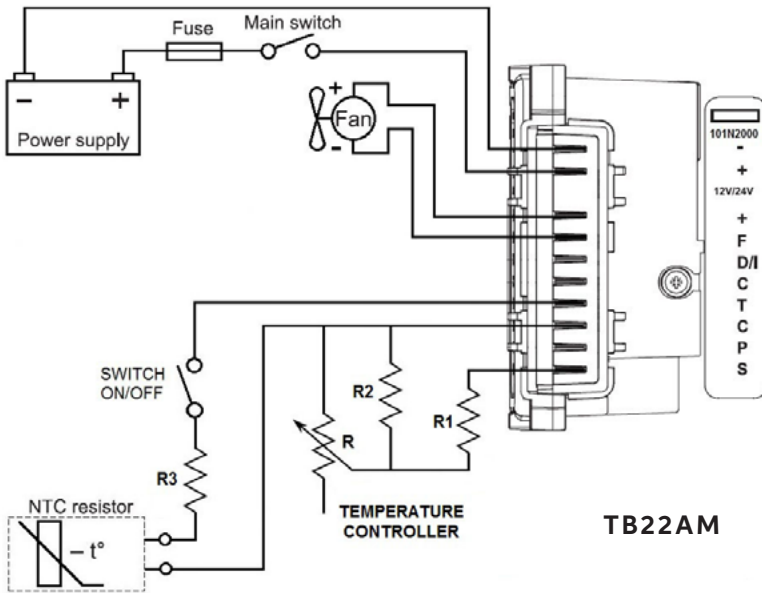 Fuse
Main switch
- +
Power supply
+
Fan
-
101N2000
-
+
12V/24V
+
F
D/I
C
T
C
P
S
SWITCH
ON/OFF
R2
R1
R
R3
TEMPERATURE
CONTROLLER
NTC resistor
– t°
TB22AM